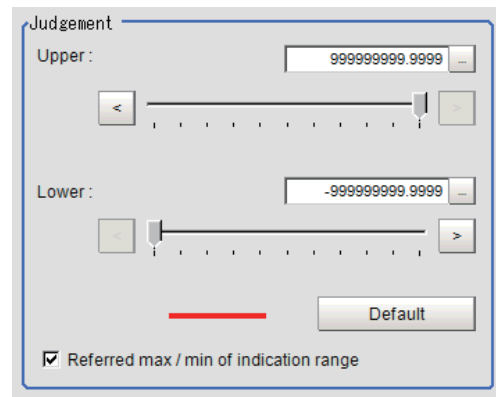 Judgement
Upper : 999999999.9999 ...
< >
Lower : -999999999.9999 ...
< >
Default
Referred max / min of indication range